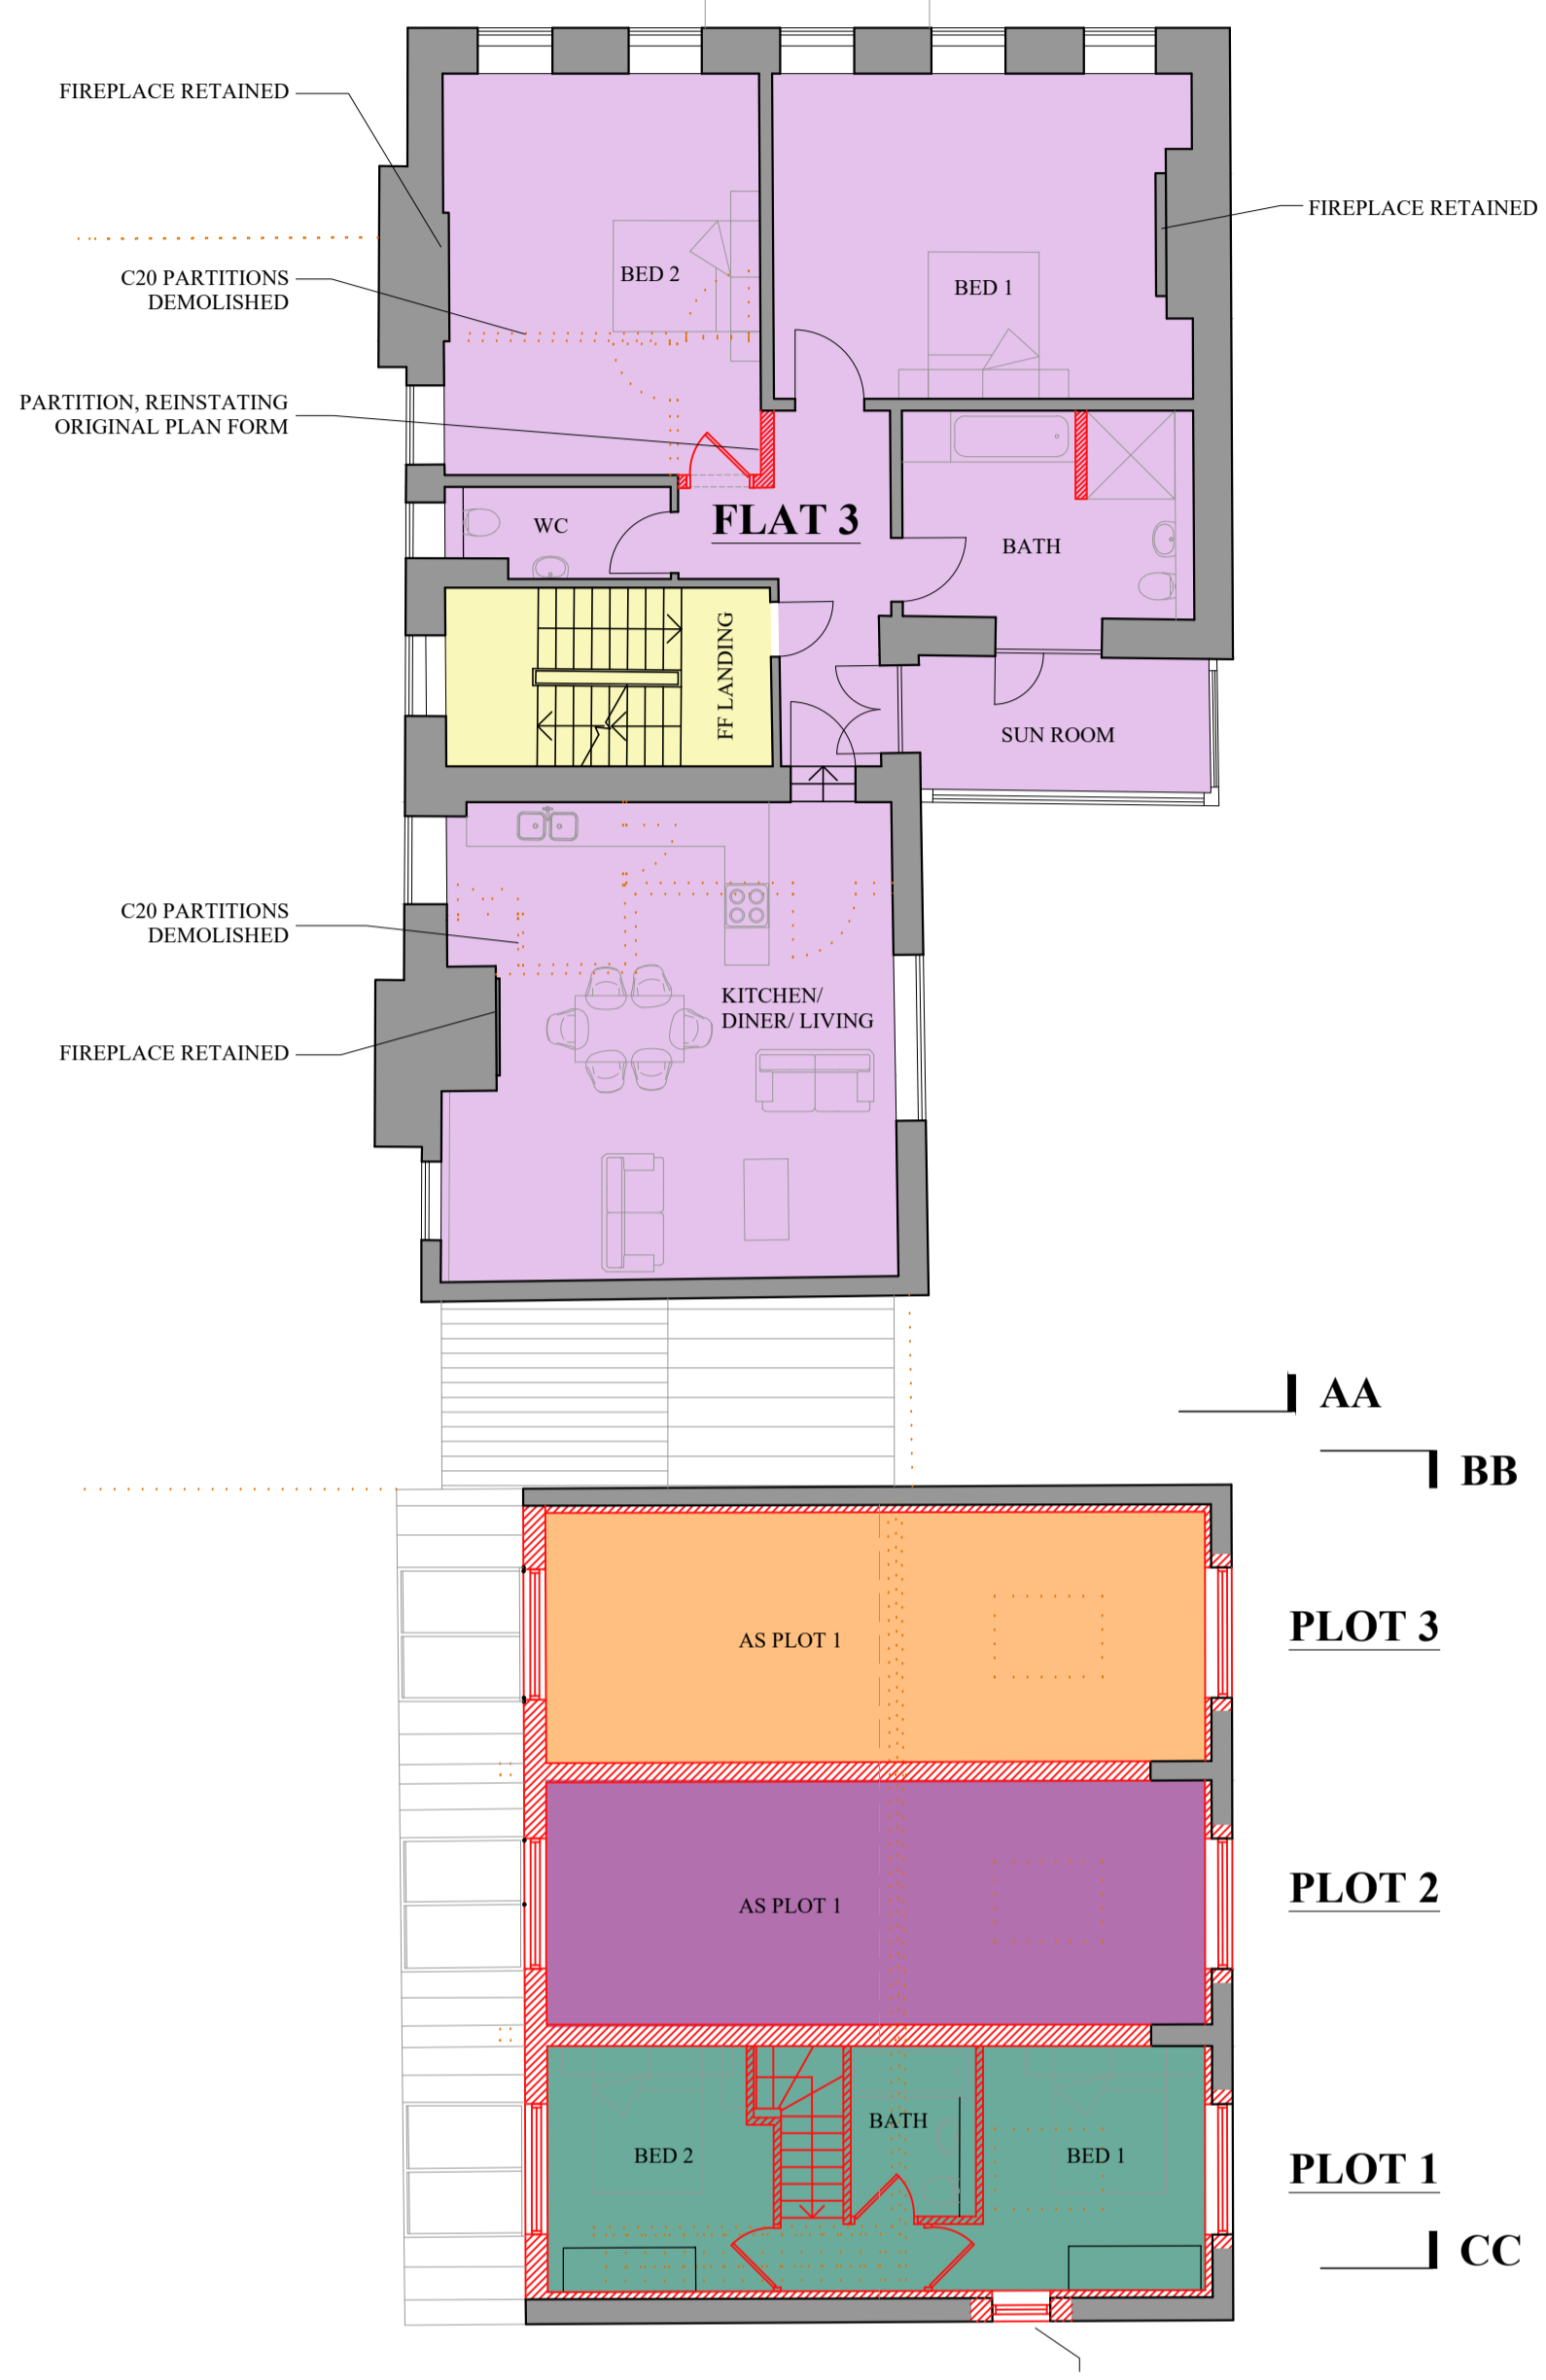 FIREPLACE RETAINED
FIREPLACE RETAINED
C20 PARTITIONS
DEMOLISHED
BED 2
BED 1
PARTITION, REINSTATING
ORIGINAL PLAN FORM
WC
FLAT 3
BATH
FF LANDING
SUN ROOM
C20 PARTITIONS
DEMOLISHED
KITCHEN/
DINER/ LIVING
FIREPLACE RETAINED
AA
BB
AS PLOT 1
PLOT 3
AS PLOT 1
PLOT 2
BATH
BED 2
BED 1
PLOT 1
CC